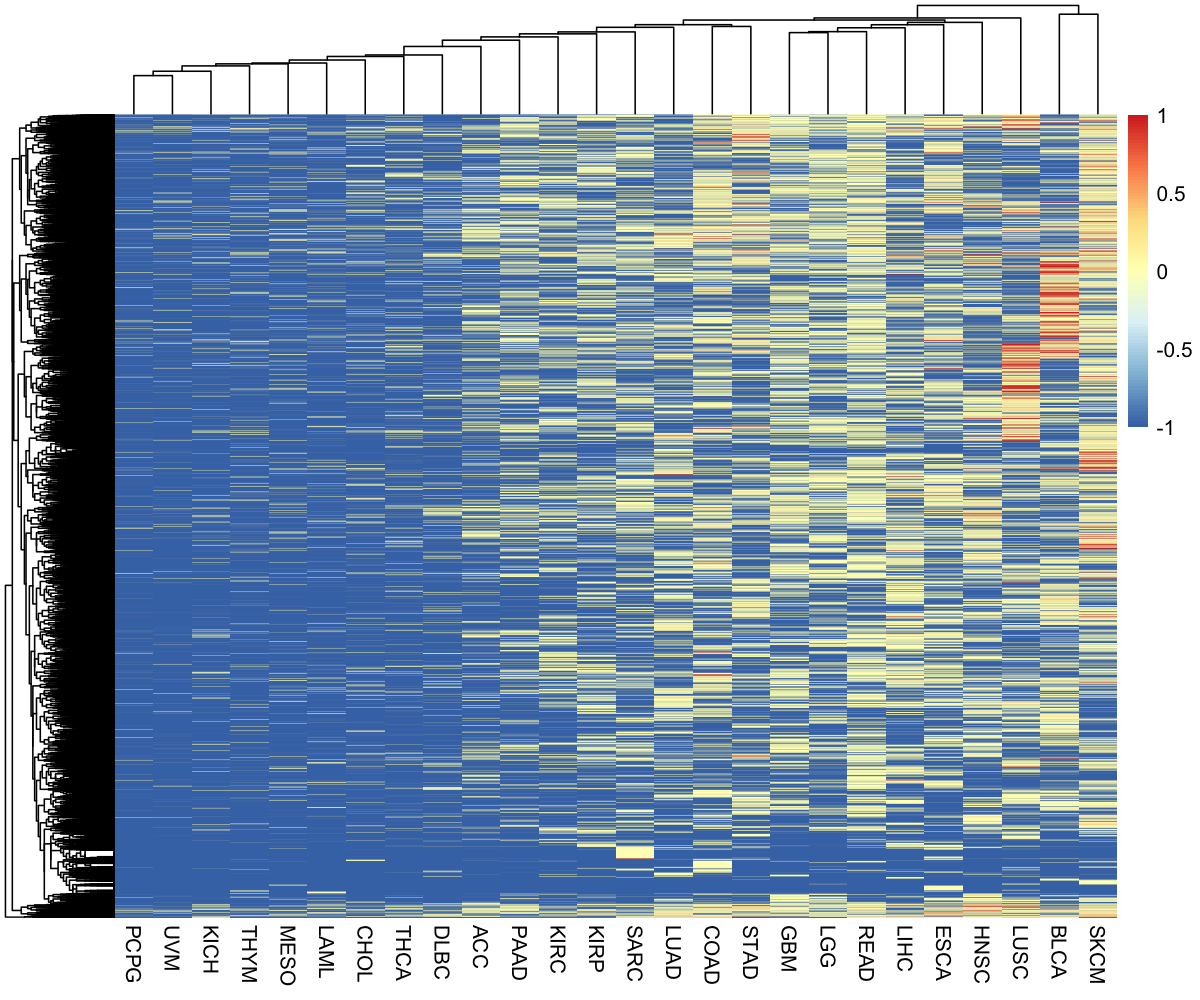 1
0.5
0
-0.5
-1
PCPG
UVM
KICH
THYM
MESO
LAML
CHOL
THCA
DLBC
ACC
PAAD
KIRC
KIRP
SARC
LUAD
COAD
STAD
GBM
LGG
READ
LIHC
ESCA
HNSC
LUSC
BLCA
SKCM